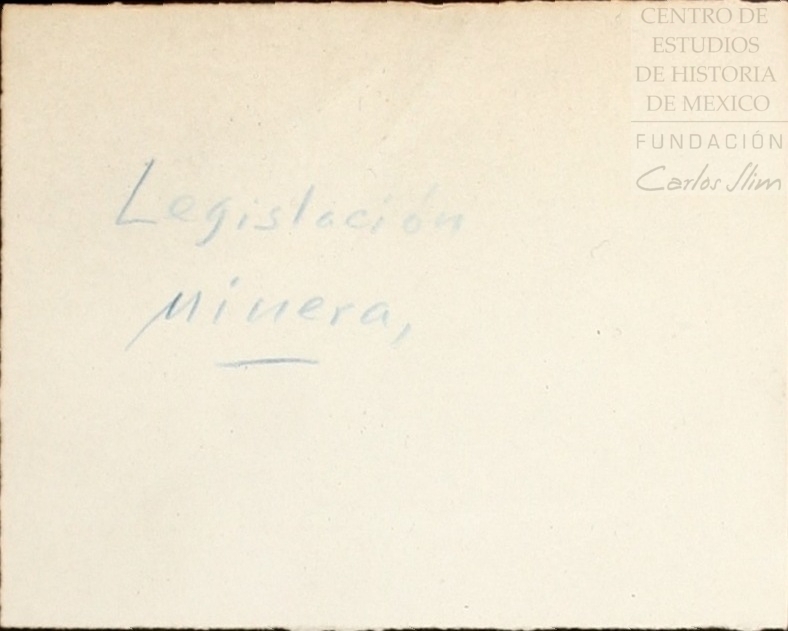 CENTRO DE
ESTUDIOS
DE HISTORIA
DE MEXICO
FUNDACIÓN
Carlos Slim
Legislación
minera,